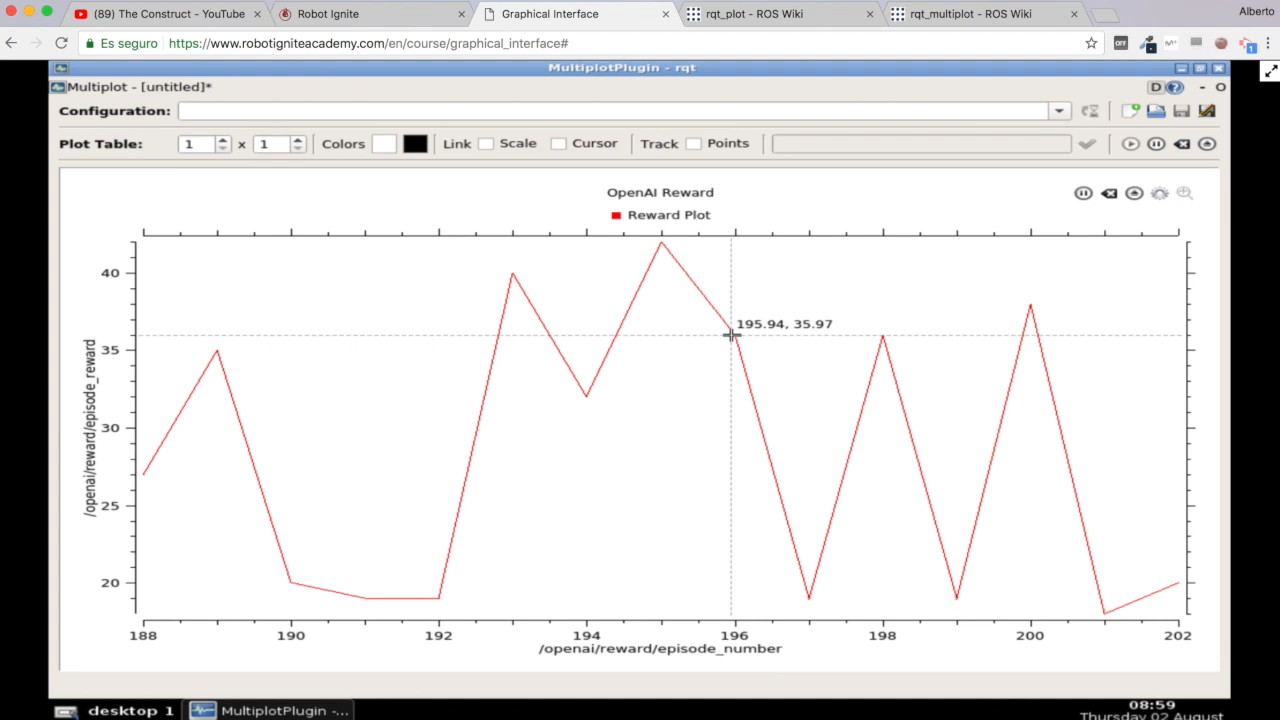 (89) The Construct - YouTube
Robot Ignite
Graphical Interface
rqt_plot - ROS Wiki
rqt_multiplot - ROS Wiki
Alberto
Es seguro
https://www.robotigniteacademy.com/en/course/graphical_interface#
OFF
M+
1
MultiplotPlugin - rqt
Multiplot - [untitled]*
D
?
- O
Configuration:
Plot Table: 1 x 1 Colors Link Scale Cursor Track Points
OpenAI Reward
Reward Plot
40
35
30
25
20
/openai/reward/episode_reward
195.94, 35.97
188 190 192 194 196 198 200 202
/openai/reward/episode_number
desktop 1
MultiplotPlugin -...
08:59
Thursday 02 August